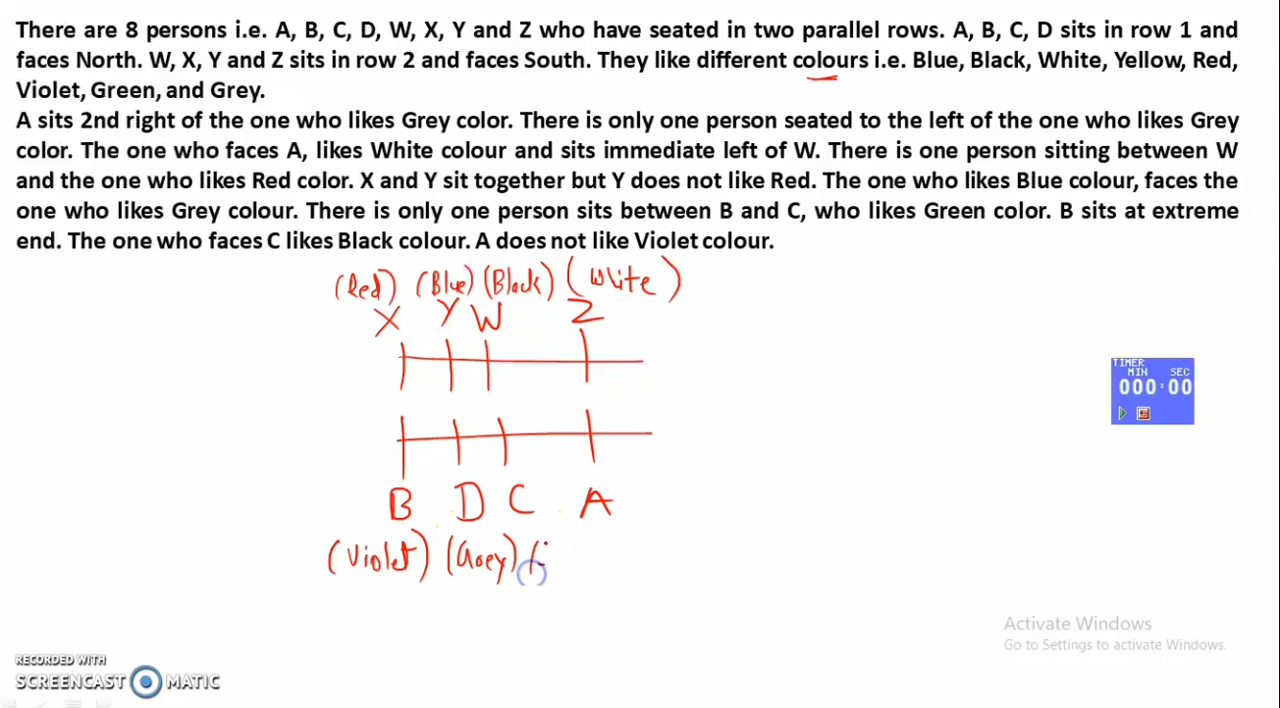 There are 8 persons i.e. A, B, C, D, W, X, Y and Z who have seated in two parallel rows. A, B, C, D sits in row 1 and
faces North. W, X, Y and Z sits in row 2 and faces South. They like different colours i.e. Blue, Black, White, Yellow, Red,
Violet, Green, and Grey.
A sits 2nd right of the one who likes Grey color. There is only one person seated to the left of the one who likes Grey
color. The one who faces A, likes White colour and sits immediate left of W. There is one person sitting between W
and the one who likes Red color. X and Y sit together but Y does not like Red. The one who likes Blue colour, faces the
one who likes Grey colour. There is only one person sits between B and C, who likes Green color. B sits at extreme
end. The one who faces C likes Black colour. A does not like Violet colour.
(Red) (Blue) (Black) (White)
X Y W Z
B D C A
(Violet) (Grey) (
TIMER
MIN SEC
000:00
Activate Windows
Go to Settings to activate Windows.
RECORDED WITH
SCREENCAST MATIC